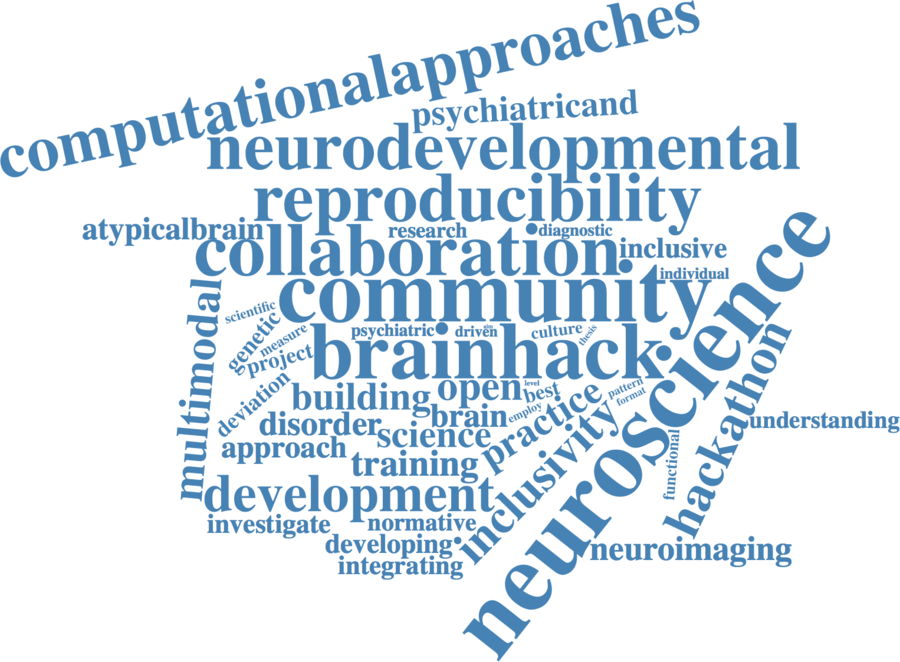 computationalapproaches
psychiatricand
neurodevelopmental
reproducibility
atypicalbrain
research
diagnostic
collaboration
inclusive
individual
community
multimodal
scientific
genetic
measure
psychiatric
driven
culture
thesis
brainhack
project
deviation
building
open
level
best
pattern
format
employ
brain
practice
disorder
science
approach
training
inclusivity
neuroscience
hackathon
understanding
functional
development
investigate
normative
developing
neuroimaging
integrating